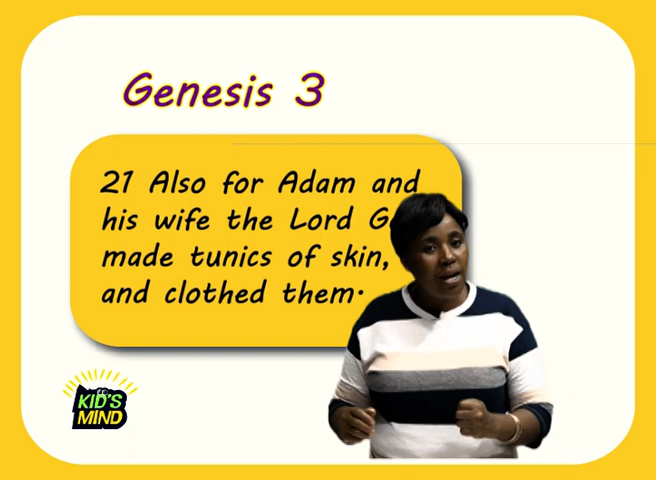 Genesis 3
21 Also for Adam and
his wife the Lord
made tunics of skin,
and clothed them.
KID'S
MIND